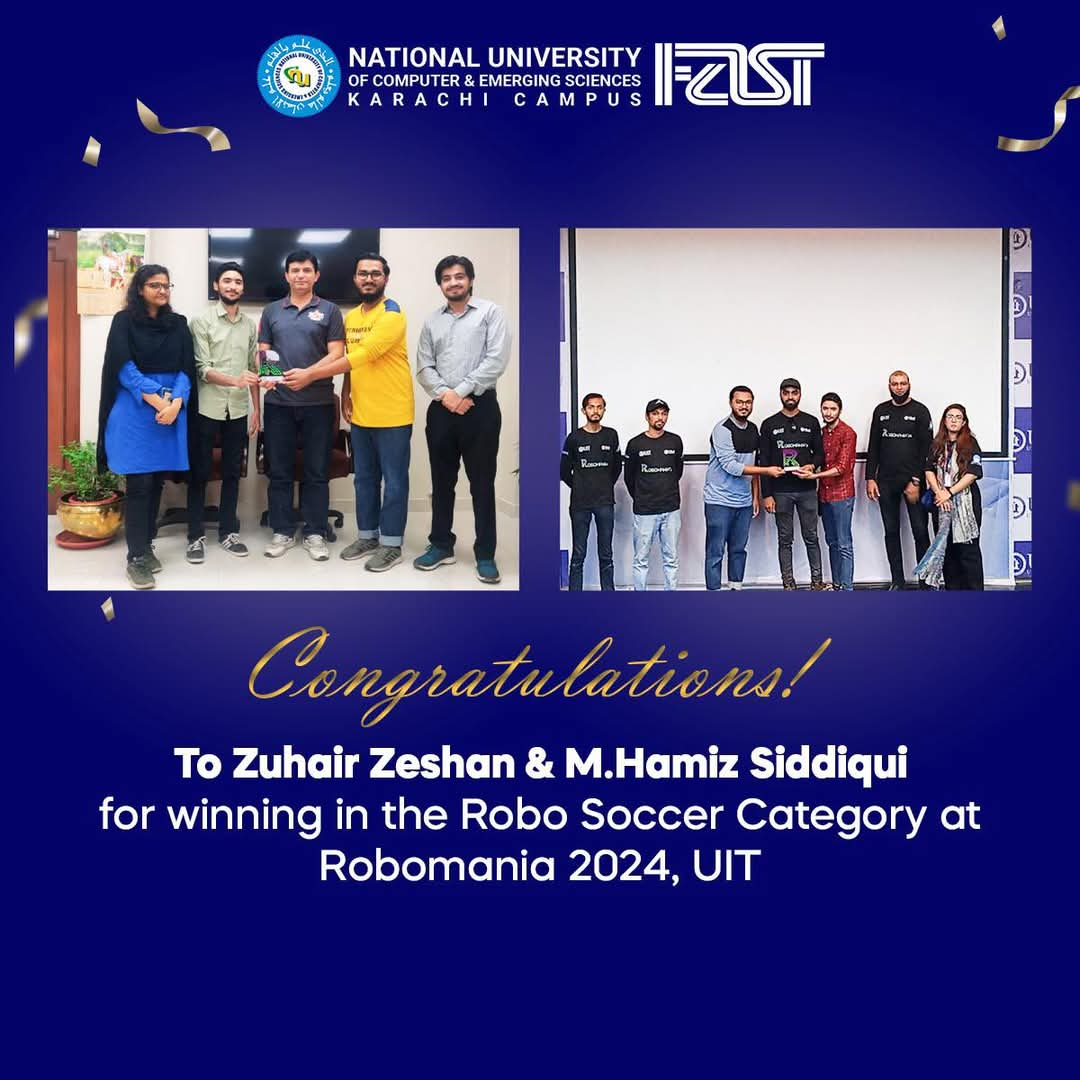 NATIONAL UNIVERSITY
OF COMPUTER & EMERGING SCIENCES
KARACHI CAMPUS
FAST
Congratulations!
To Zuhair Zeshan & M.Hamiz Siddiqui
for winning in the Robo Soccer Category at
Robomania 2024, UIT